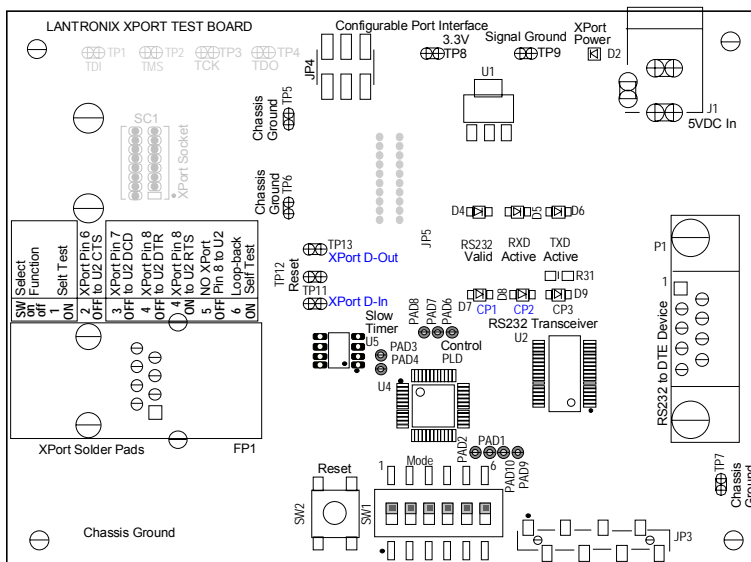 LANTRONIX XPORT TEST BOARD
Configurable Port Interface
XPort
Power
D2
Signal Ground
3.3V
TP8
TP9
TP1
TDI
TP2
TMS
TP3
TCK
TP4
TDO
JP4
U1
J1
5VDC In
TP5
Chassis
Ground
SC1
XPort Socket
TP6
Chassis
Ground
D4
D5
D6
RS232
Valid
RXD
Active
TXD
Active
JP5
R31
P1
1
TP13
XPort D-Out
TP12
Reset
TP11
XPort D-In
D7
D8
D9
CP1
CP2
CP3
RS232 Transceiver
U2
RS232 to DTE Device
SW Select
on Function
off
1 Selt Test
ON
2 XPort Pin 6
OFF to U2 CTS
3 XPort Pin 7
OFF to U2 DCD
4 XPort Pin 8
OFF to U2 DTR
4 XPort Pin 8
ON to U2 RTS
5 NO XPort
OFF Pin 8 to U2
6 Loop-back
ON Self Test
Slow
Timer
U5
PAD8
PAD7
PAD6
PAD3
PAD4
Control
PLD
U4
XPort Solder Pads
FP1
PAD2
PAD1
PAD10
PAD9
Reset
SW2
1
Mode
6
SW1
TP7
Chassis
Ground
Chassis Ground
JP3